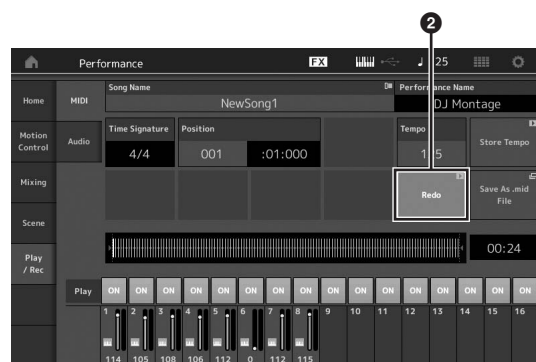 2
Performance
FX
25
Home
MIDI
Song Name
NewSong1
Performance Name
DJ Montage
Motion
Control
Audio
Time Signature
4/4
Position
001
:01:000
Tempo
Store Tempo
Mixing
Redo
Save As .mid
File
Scene
Play
/ Rec
00:24
Play
ON ON ON ON ON ON ON ON ON ON ON ON ON ON ON ON
1 2 3 4 5 6 7 8 9 10 11 12 13 14 15 16
114 105 108 106 112 0 112 115